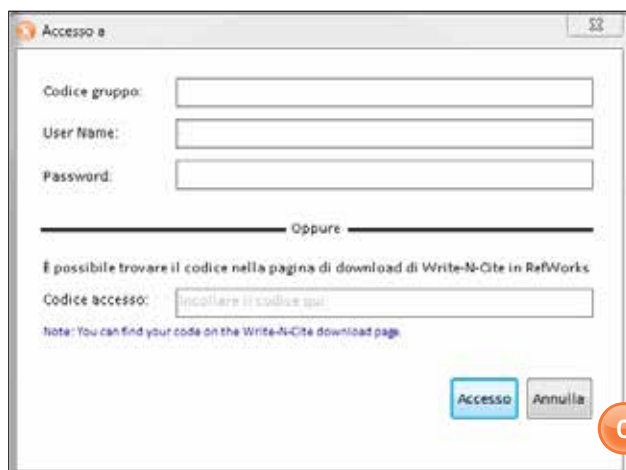 Accesso a
Codice gruppo:
User Name:
Password:
Oppure
È possibile trovare il codice nella pagina di download di Write-N-Cite in RefWorks
Codice accesso: Incollare il codice qui
Note: You can find your code on the Write-N-Cite download page.
Accesso Annulla